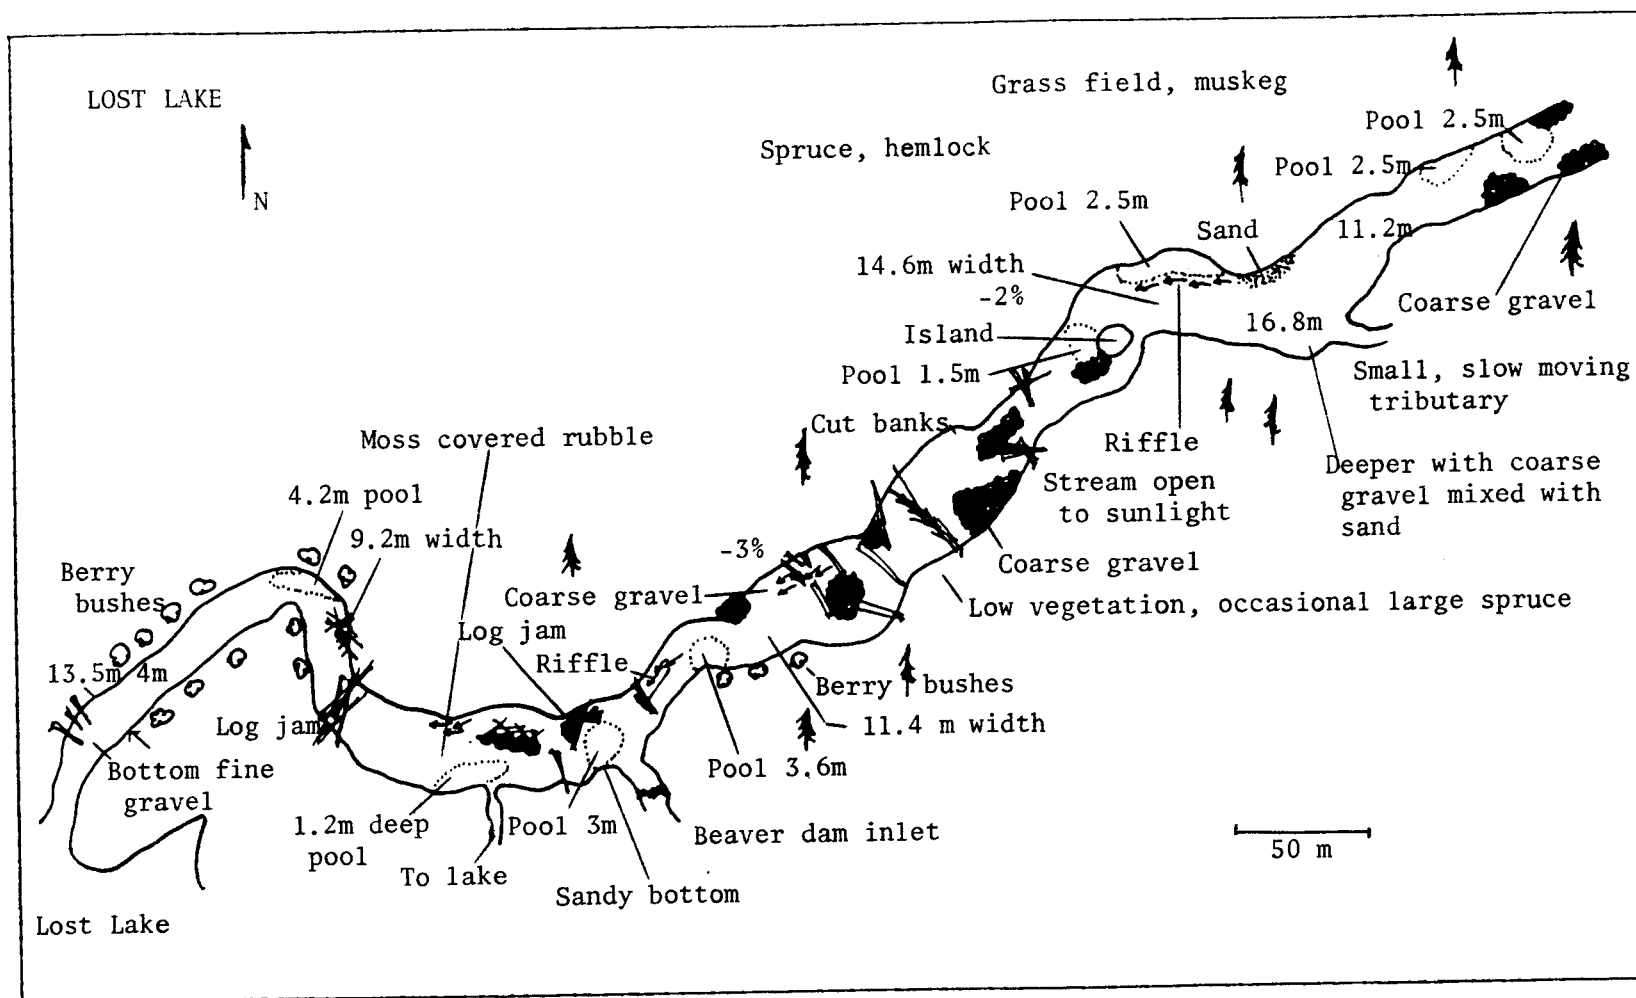 LOST LAKE
N
Grass field, muskeg
Spruce, hemlock
Pool 2.5m
Pool 2.5m
Pool 2.5m
Sand
11.2m
14.6m width
-2%
Island
Pool 1.5m
16.8m
Coarse gravel
Small, slow moving
tributary
Cut banks
Riffle
Deeper with coarse
gravel mixed with
sand
Stream open
to sunlight
Coarse gravel
Low vegetation, occasional large spruce
Moss covered rubble
4.2m pool
9.2m width
-3%
Berry
bushes
Coarse gravel
Log jam
Riffle
13.5m
4m
Log jam
Berry bushes
11.4 m width
Bottom fine
gravel
Pool 3.6m
1.2m deep
pool
Pool 3m
Beaver dam inlet
To lake
Sandy bottom
50 m
Lost Lake